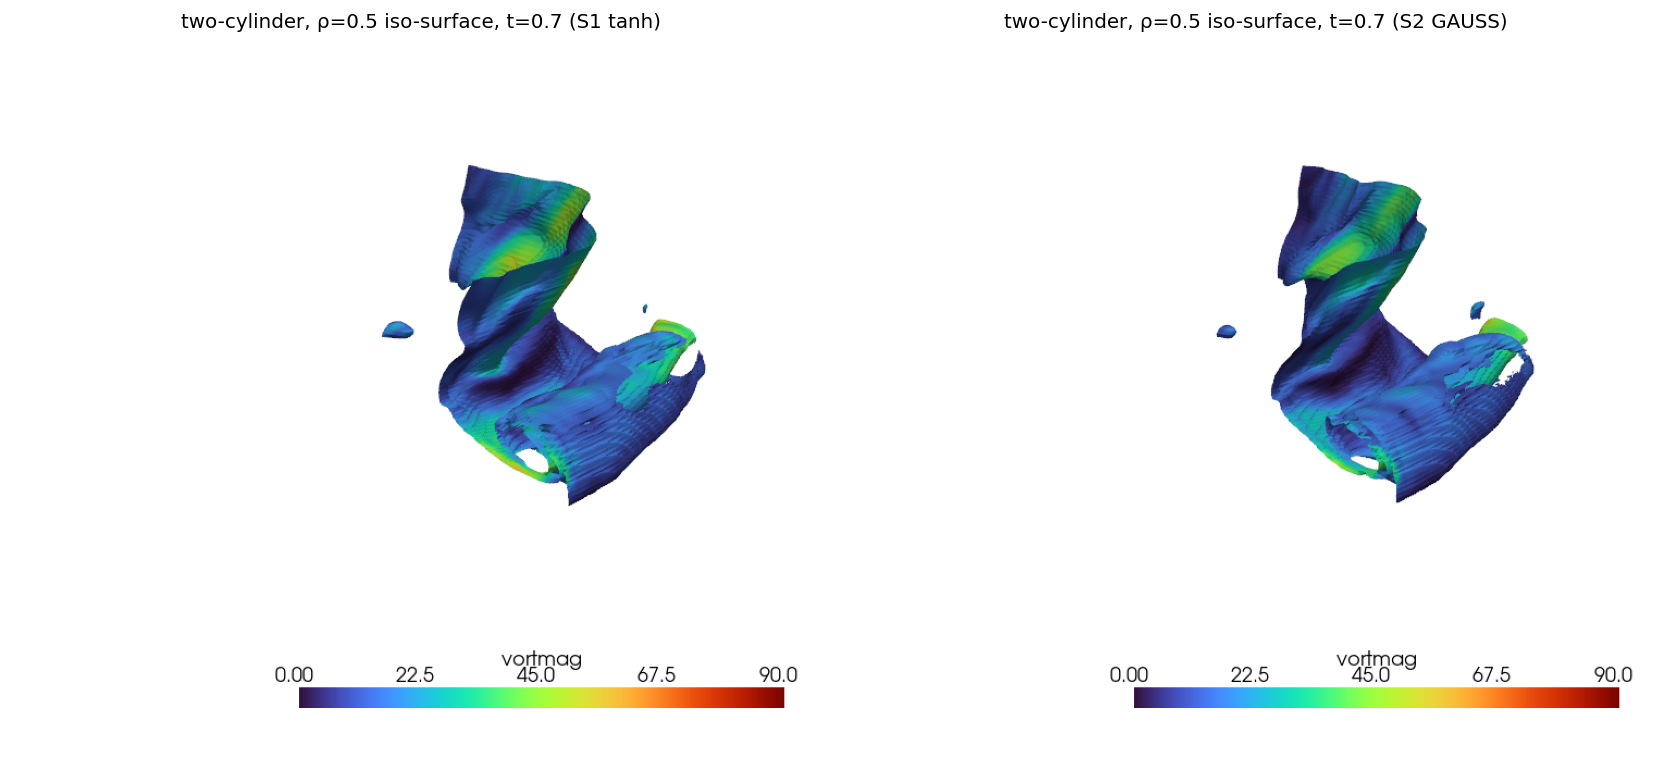 two-cylinder, ρ=0.5 iso-surface, t=0.7 (S1 tanh)
two-cylinder, ρ=0.5 iso-surface, t=0.7 (S2 GAUSS)
vortmag
0.00 22.5 45.0 67.5 90.0
vortmag
0.00 22.5 45.0 67.5 90.0